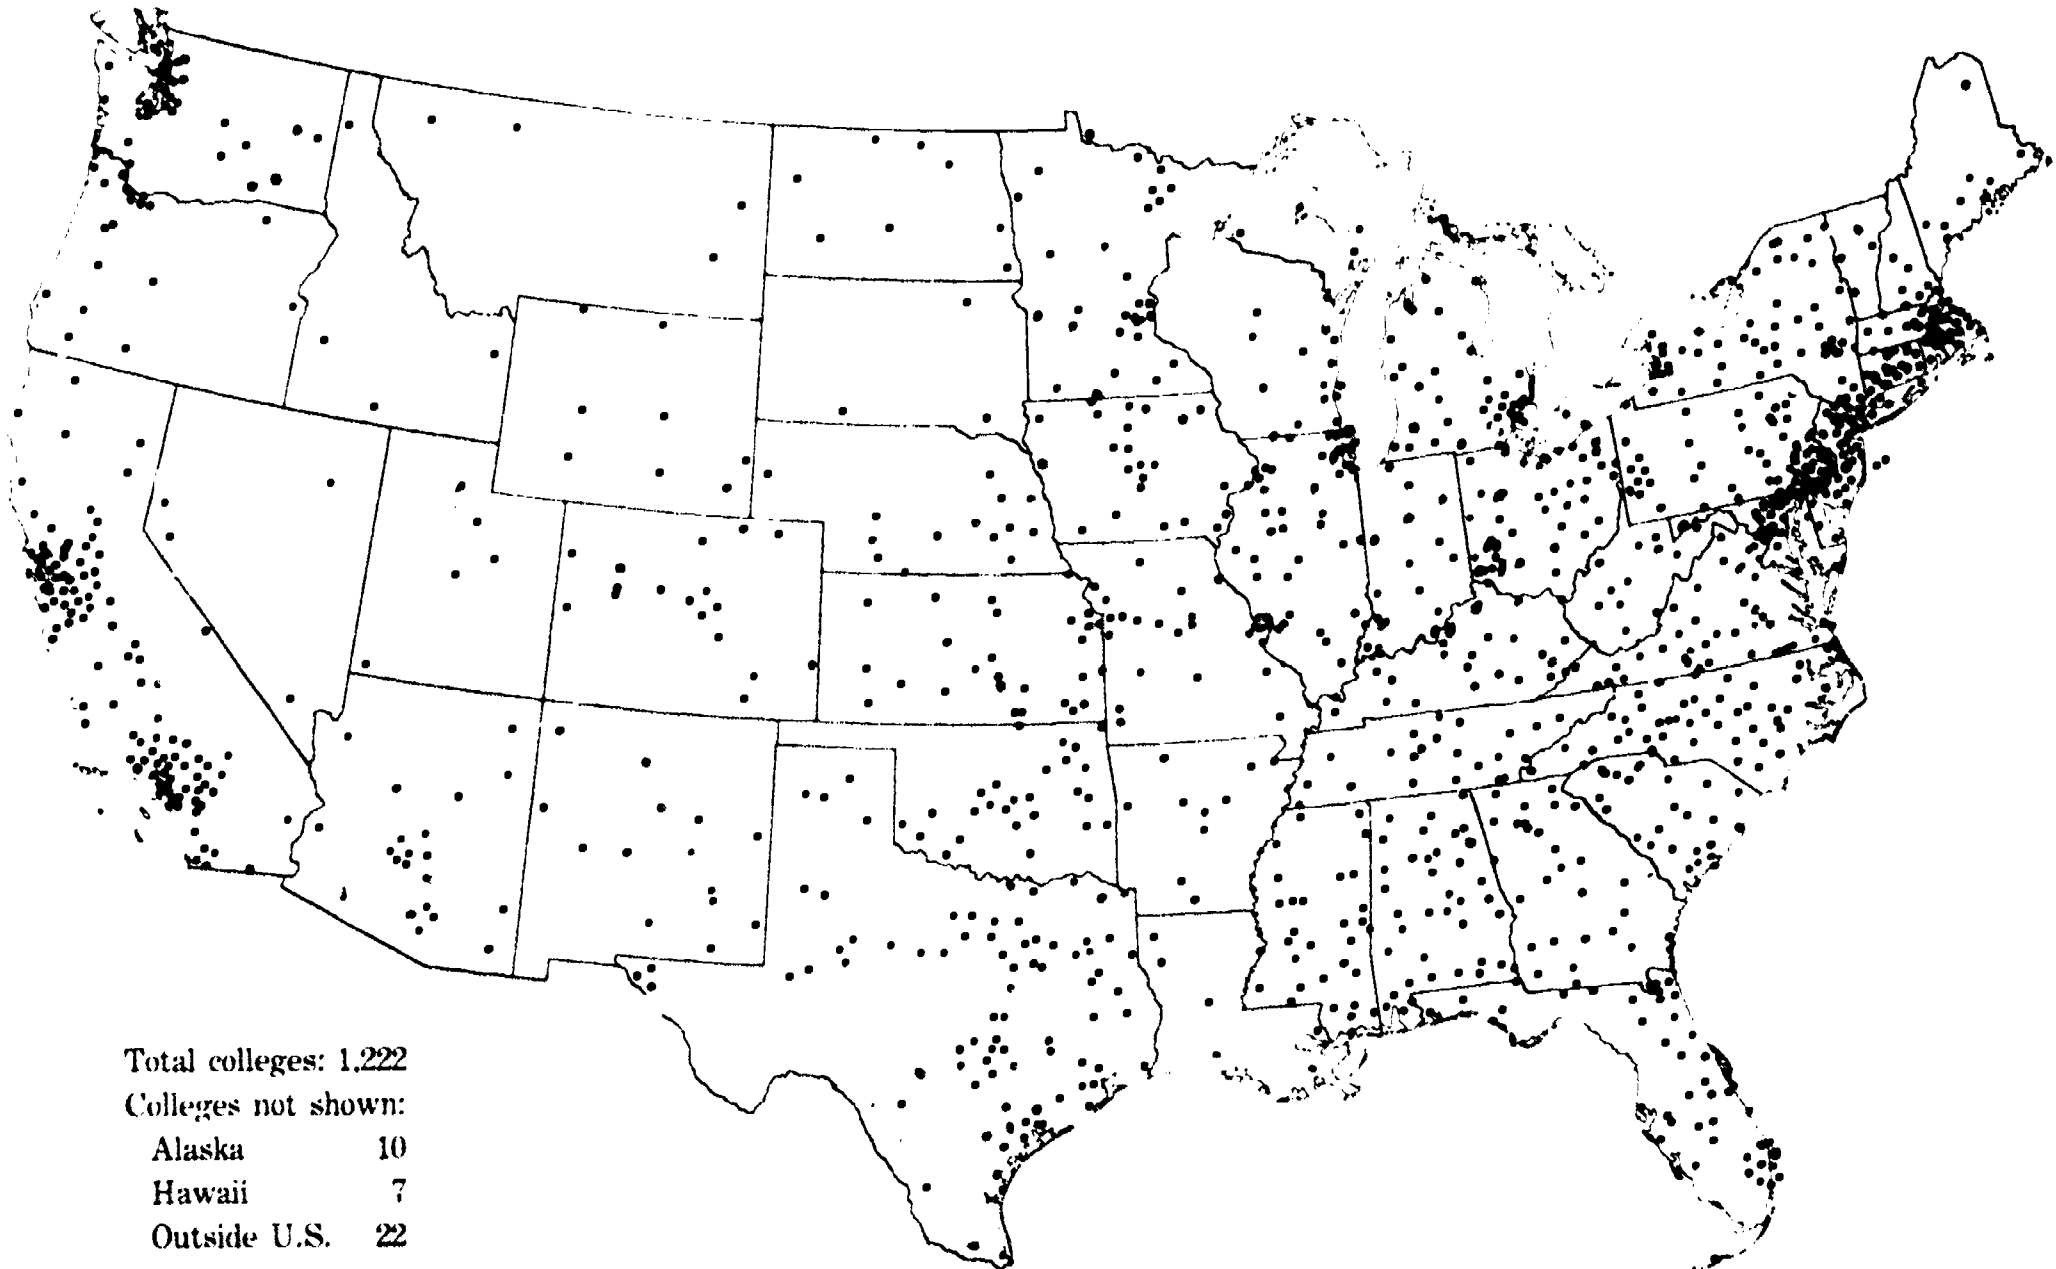 Total colleges: 1,222
Colleges not shown:
Alaska 10
Hawaii 7
Outside U.S. 22